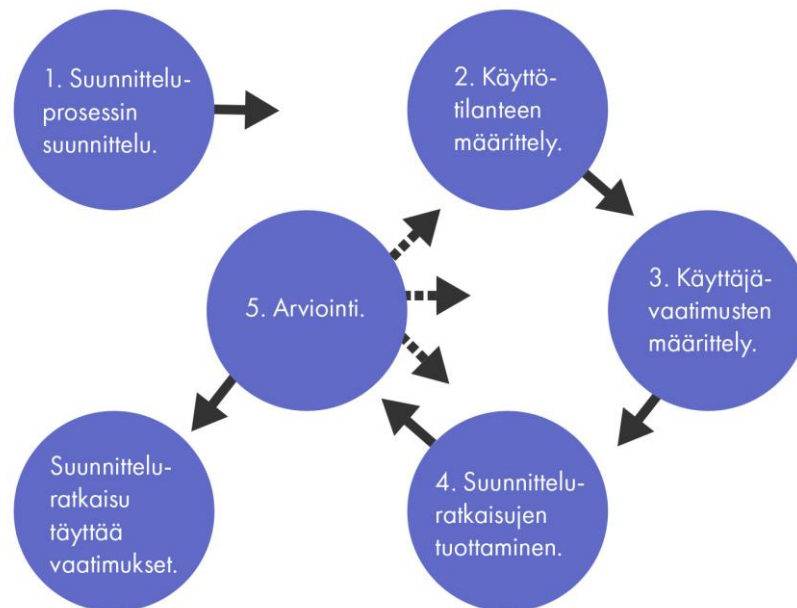 1. Suunnittelu-
prosessin
suunnittelu.
2. Käyttö-
tilanteen
määrittely.
3. Käyttäjä-
vaatimusten
määrittely.
4. Suunnittelu-
ratkaisujen
tuottaminen.
5. Arviointi.
Suunnittelu-
ratkaisu
täyttää
vaatimukset.